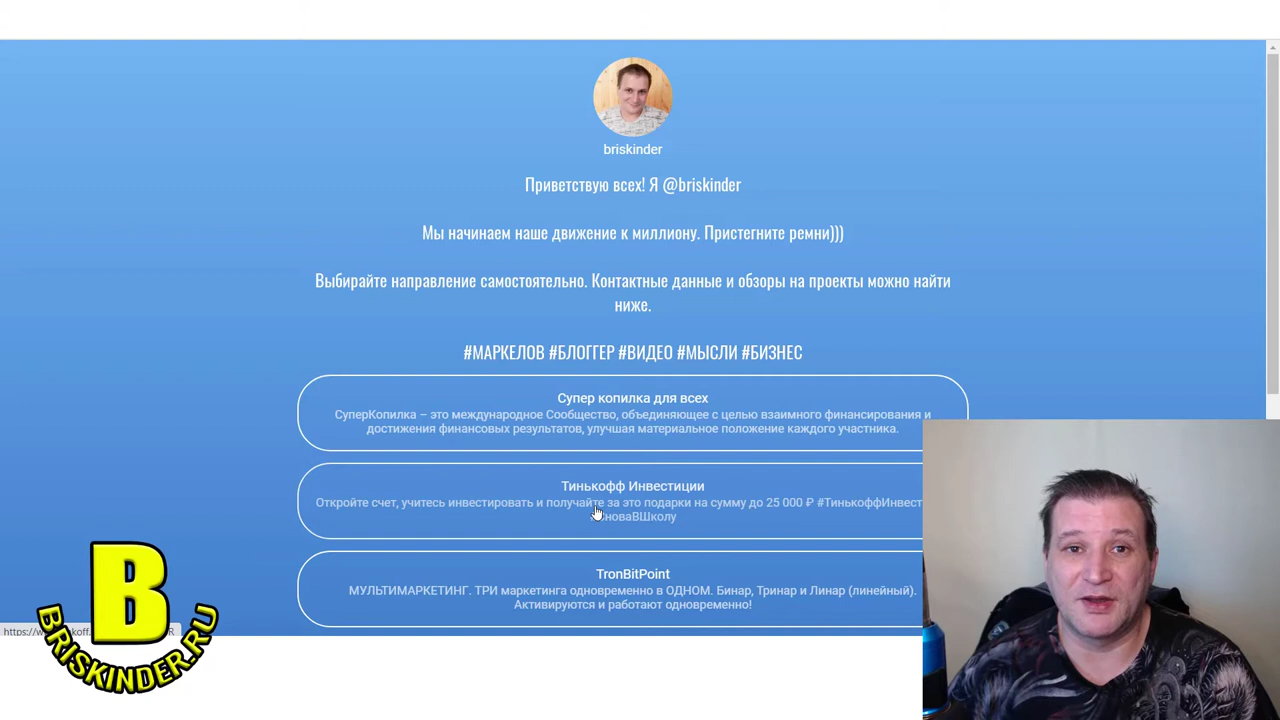 briskinder
Приветствую всех! Я @briskinder
Мы начинаем наше движение к миллиону. Пристегните ремни)))
Выбирайте направление самостоятельно. Контактные данные и обзоры на проекты можно найти
ниже.
#МАРКЕЛОВ #БЛОГГЕР #ВИДЕО #МЫСЛИ #БИЗНЕС
Супер копилка для всех
СуперКопилка – это международное Сообщество, объединяющее с целью взаимного финансирования и
достижения финансовых результатов, улучшая материальное положение каждого участника.
Тинькофф Инвестиции
Откройте счет, учитесь инвестировать и получайте за это подарки на сумму до 25 000 ₽
TronBitPoint
МУЛЬТИМАРКЕТИНГ. ТРИ маркетинга одновременно в ОДНОМ. Бинар, Тринар и Линар (линейный).
Активируются и работают одновременно!
B
BRISKINDER.RU